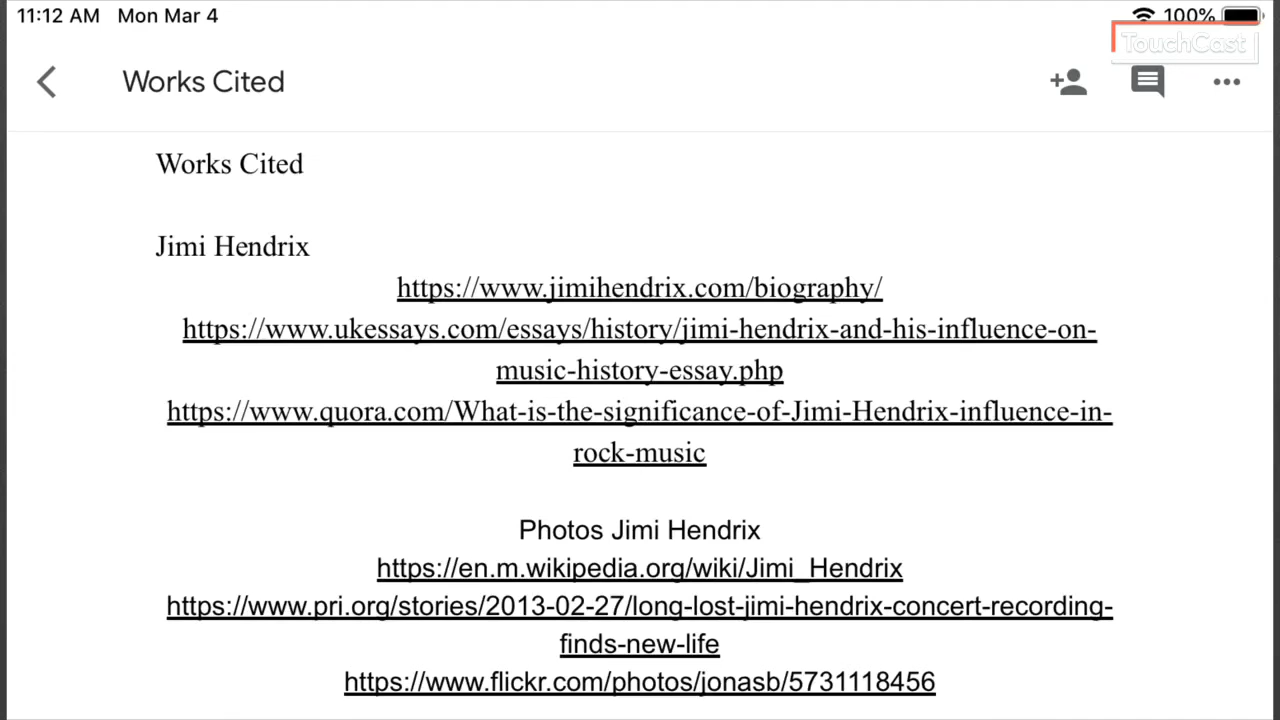 11:12 AM Mon Mar 4
100%
TouchCast
Works Cited
Works Cited
Jimi Hendrix
https://www.jimihendrix.com/biography/
https://www.ukessays.com/essays/history/jimi-hendrix-and-his-influence-on-
music-history-essay.php
https://www.quora.com/What-is-the-significance-of-Jimi-Hendrix-influence-in-
rock-music
Photos Jimi Hendrix
https://en.m.wikipedia.org/wiki/Jimi_Hendrix
https://www.pri.org/stories/2013-02-27/long-lost-jimi-hendrix-concert-recording-
finds-new-life
https://www.flickr.com/photos/jonasb/5731118456